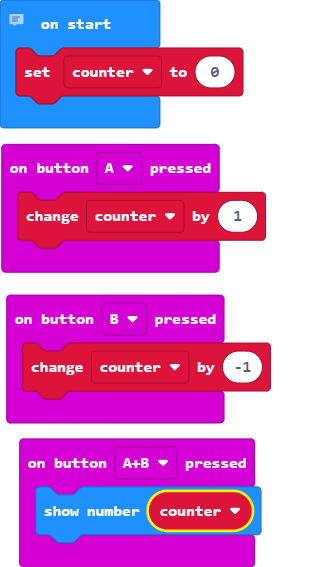 on start
set counter to 0
on button A pressed
change counter by 1
on button B pressed
change counter by -1
on button A+B pressed
show number counter